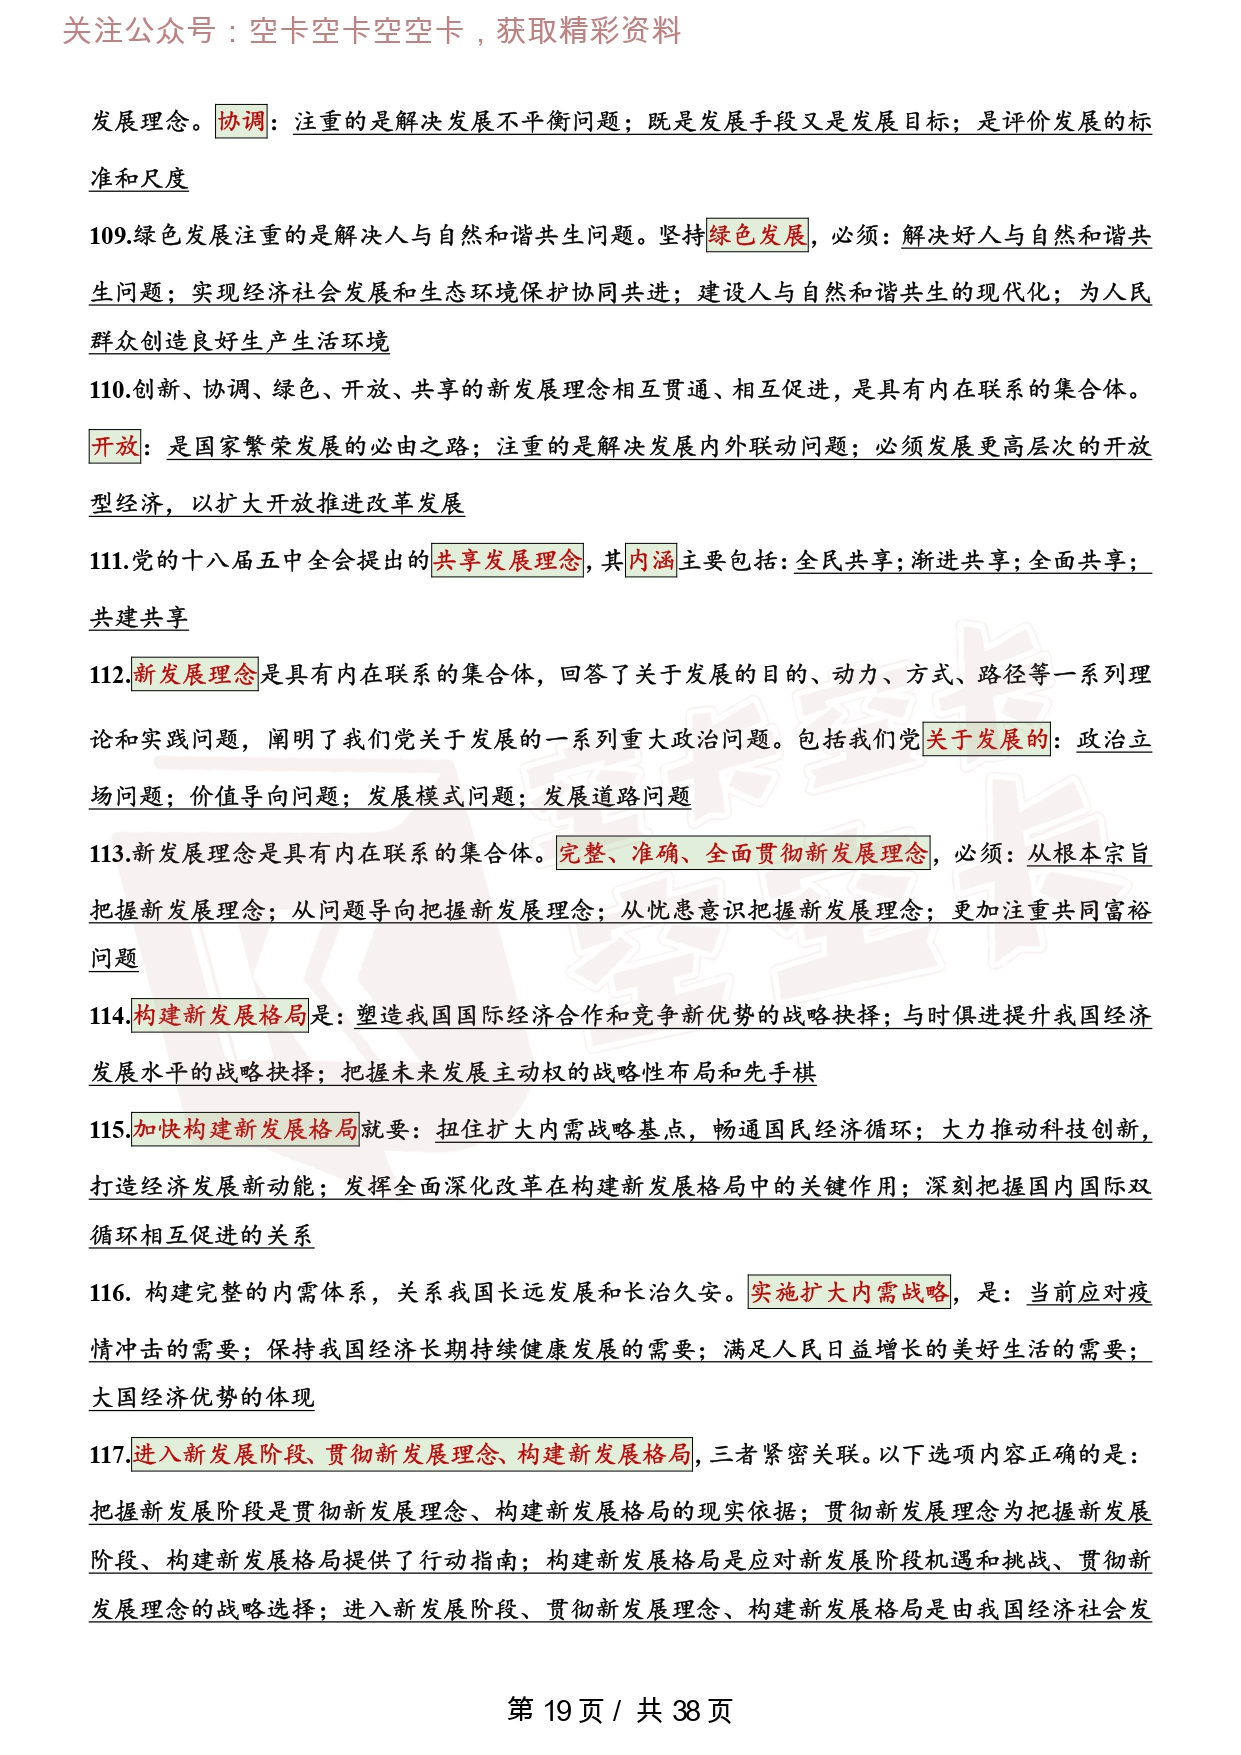 关注公众号：空卡空卡空空卡，获取精彩资料
发展理念。协调：注重的是解决发展不平衡问题；既是发展手段又是发展目标；是评价发展的标
准和尺度
109.绿色发展注重的是解决人与自然和谐共生问题。坚持绿色发展，必须：解决好人与自然和谐共
生问题；实现经济社会发展和生态环境保护协同共进；建设人与自然和谐共生的现代化；为人民
群众创造良好生产生活环境
110.创新、协调、绿色、开放、共享的新发展理念相互贯通、相互促进，是具有内在联系的集合体。
开放：是国家繁荣发展的必由之路；注重的是解决发展内外联动问题；必须发展更高层次的开放
型经济，以扩大开放推进改革发展
111.党的十八届五中全会提出的共享发展理念，其内涵主要包括：全民共享；渐进共享；全面共享；
共建共享
112.新发展理念是具有内在联系的集合体，回答了关于发展的目的、动力、方式、路径等一系列理
论和实践问题，阐明了我们党关于发展的一系列重大政治问题。包括我们党关于发展的：政治立
场问题；价值导向问题；发展模式问题；发展道路问题
113.新发展理念是具有内在联系的集合体。完整、准确、全面贯彻新发展理念，必须：从根本宗旨
把握新发展理念；从问题导向把握新发展理念；从忧患意识把握新发展理念；更加注重共同富裕
问题
114.构建新发展格局是：塑造我国国际经济合作和竞争新优势的战略抉择；与时俱进提升我国经济
发展水平的战略抉择；把握未来发展主动权的战略性布局和先手棋
115.加快构建新发展格局就要：扭住扩大内需战略基点，畅通国民经济循环；大力推动科技创新，
打造经济发展新动能；发挥全面深化改革在构建新发展格局中的关键作用；深刻把握国内国际双
循环相互促进的关系
116. 构建完整的内需体系，关系我国长远发展和长治久安。实施扩大内需战略，是：当前应对疫
情冲击的需要；保持我国经济长期持续健康发展的需要；满足人民日益增长的美好生活的需要；
大国经济优势的体现
117.进入新发展阶段、贯彻新发展理念、构建新发展格局，三者紧密关联。以下选项内容正确的是：
把握新发展阶段是贯彻新发展理念、构建新发展格局的现实依据；贯彻新发展理念为把握新发展
阶段、构建新发展格局提供了行动指南；构建新发展格局是应对新发展阶段机遇和挑战、贯彻新
发展理念的战略选择；进入新发展阶段、贯彻新发展理念、构建新发展格局是由我国经济社会发
空卡空卡
空空卡
第 19 页 / 共 38 页